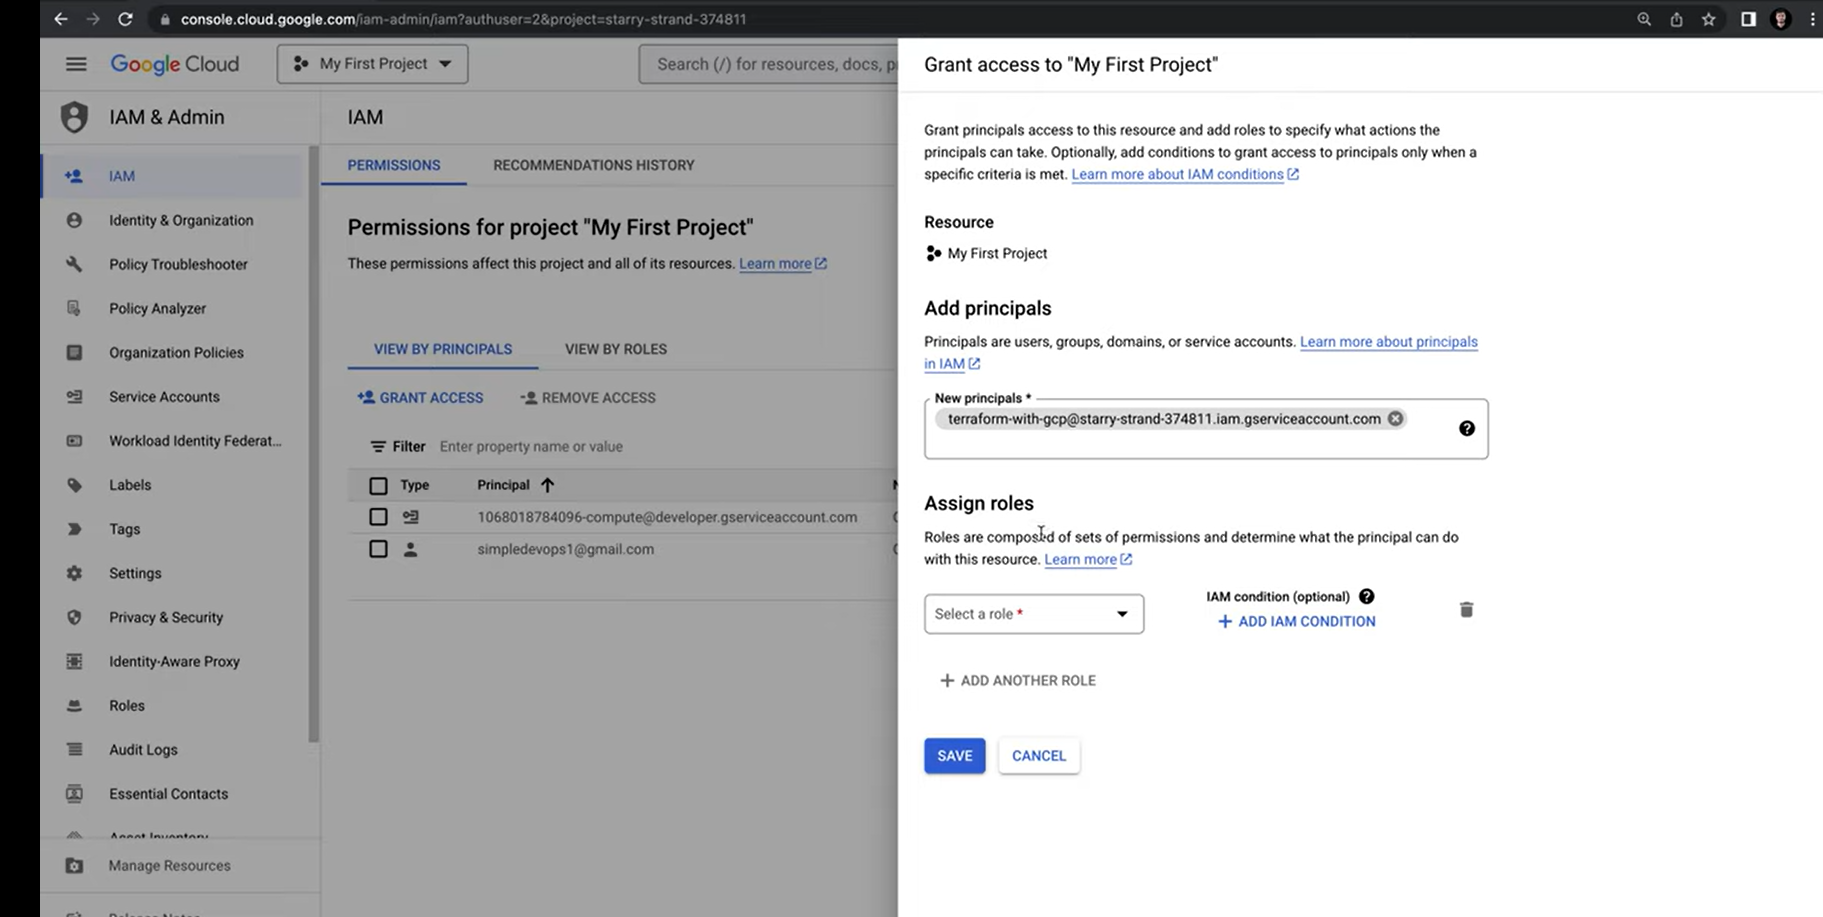 console.cloud.google.com/iam-admin/iam?authuser=2&project=starry-strand-374811
Google Cloud
My First Project
Search (/) for resources, docs, p
IAM & Admin
IAM
Identity & Organization
Policy Troubleshooter
Policy Analyzer
Organization Policies
Service Accounts
Workload Identity Federat...
Labels
Tags
Settings
Privacy & Security
Identity-Aware Proxy
Roles
Audit Logs
Essential Contacts
Asset Inventory
Manage Resources
Release Notes
IAM
PERMISSIONS RECOMMENDATIONS HISTORY
Permissions for project "My First Project"
These permissions affect this project and all of its resources. Learn more
VIEW BY PRINCIPALS VIEW BY ROLES
GRANT ACCESS REMOVE ACCESS
Filter Enter property name or value
Type Principal N
1068018784096-compute@developer.gserviceaccount.com
simpledevops1@gmail.com
Grant access to "My First Project"
Grant principals access to this resource and add roles to specify what actions the
principals can take. Optionally, add conditions to grant access to principals only when a
specific criteria is met. Learn more about IAM conditions
Resource
My First Project
Add principals
Principals are users, groups, domains, or service accounts. Learn more about principals
in IAM
New principals *
terraform-with-gcp@starry-strand-374811.iam.gserviceaccount.com
Assign roles
Roles are composed of sets of permissions and determine what the principal can do
with this resource. Learn more
Select a role *
IAM condition (optional)
+ ADD IAM CONDITION
+ ADD ANOTHER ROLE
SAVE CANCEL